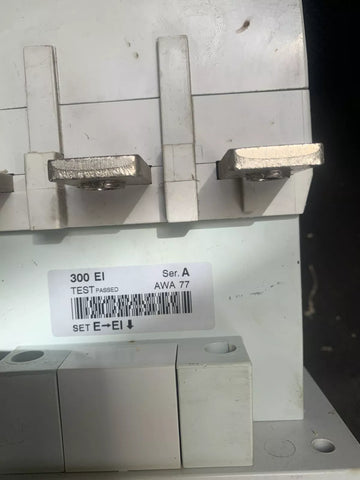 300 EI Ser. A
TEST PASSED AWA 77
SET E→EI⬇